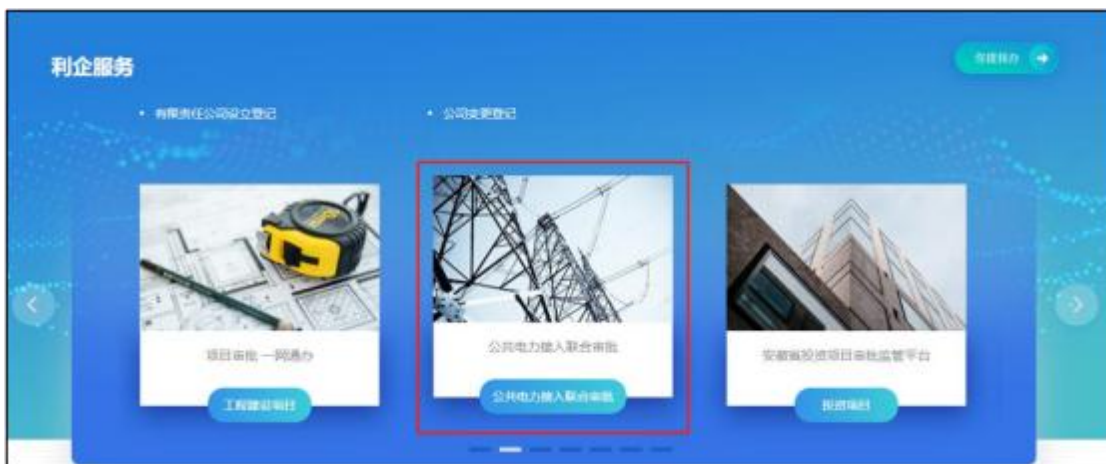 利企服务
• 有限责任公司设立登记
• 公司变更登记
项目审批 一网通办
工程建设项目
公共电力接入联合审批
公共电力接入联合审批
安徽省投资项目审批监管平台
投资项目